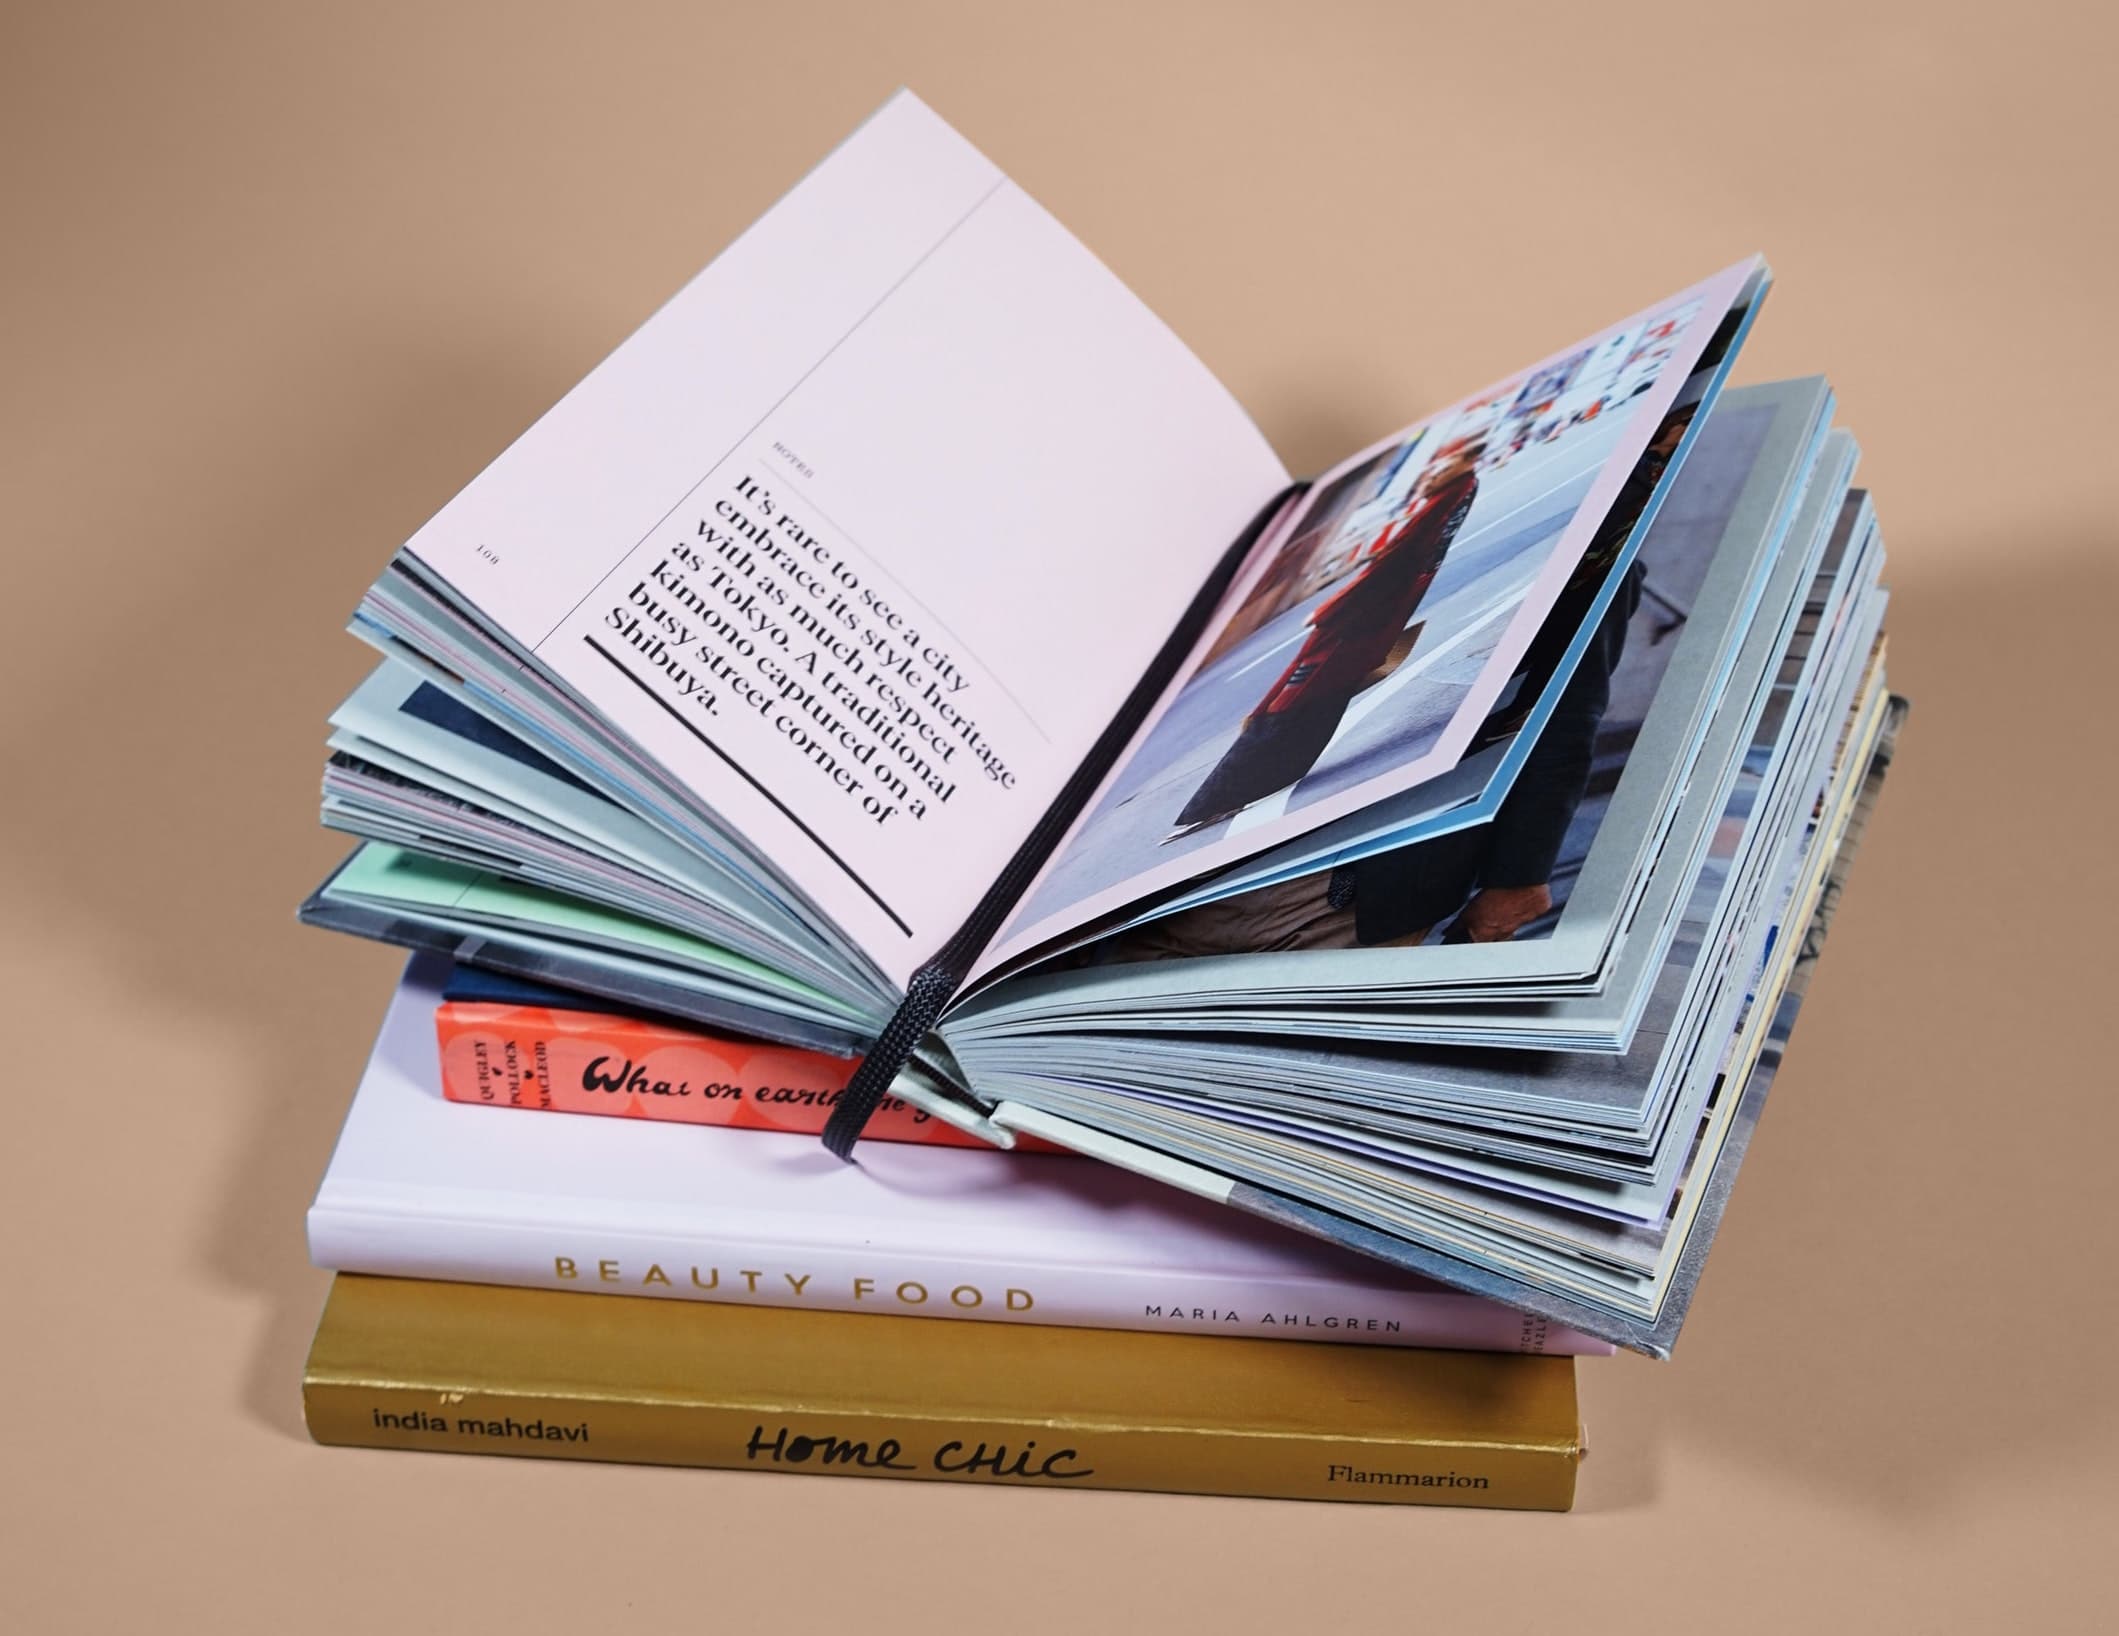 NOTES
It's rare to see a city
embrace its style heritage
with as much respect
as Tokyo. A traditional
kimono captured on a
busy street corner of
Shibuya.
QUIGLEY
POLLOCK
MACLEOD
What on earth
BEAUTY FOOD
MARIA AHLGREN
india mahdavi
Home CHiC
Flammarion